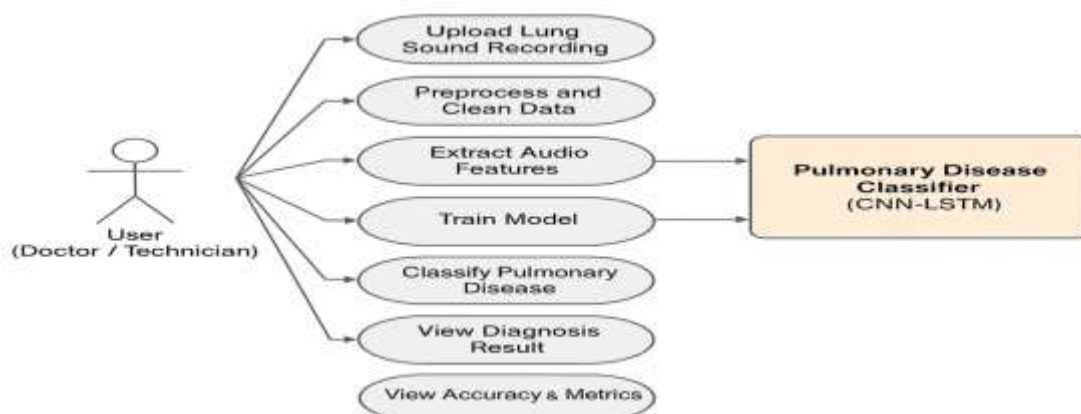 Upload Lung
Sound Recording
Preprocess and
Clean Data
Extract Audio
Features
Train Model
Classify Pulmonary
Disease
View Diagnosis
Result
View Accuracy & Metrics
User
(Doctor / Technician)
Pulmonary Disease
Classifier
(CNN-LSTM)